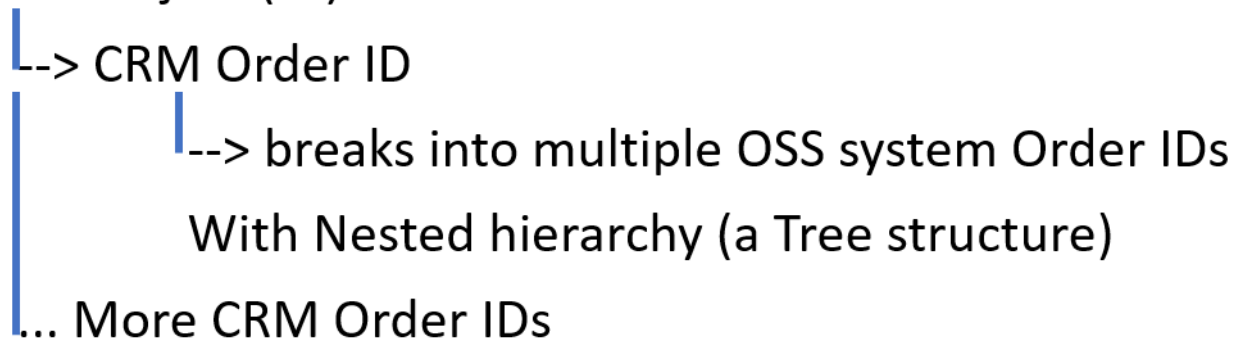 --> CRM Order ID
--> breaks into multiple OSS system Order IDs
With Nested hierarchy (a Tree structure)
... More CRM Order IDs